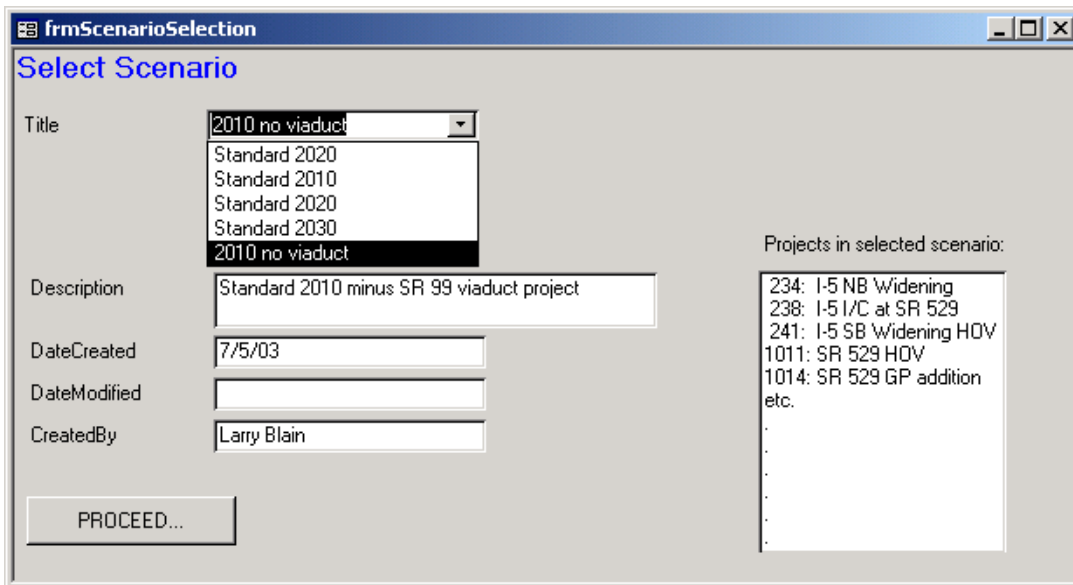 frmScenarioSelection
Select Scenario
Title
2010 no viaduct
Standard 2020
Standard 2010
Standard 2020
Standard 2030
2010 no viaduct
Description
Standard 2010 minus SR 99 viaduct project
DateCreated
7/5/03
DateModified
CreatedBy
Larry Blain
PROCEED...
Projects in selected scenario:
234: I-5 NB Widening
238: I-5 I/C at SR 529
241: I-5 SB Widening HOV
1011: SR 529 HOV
1014: SR 529 GP addition
etc.
.
.
.
.
.
.